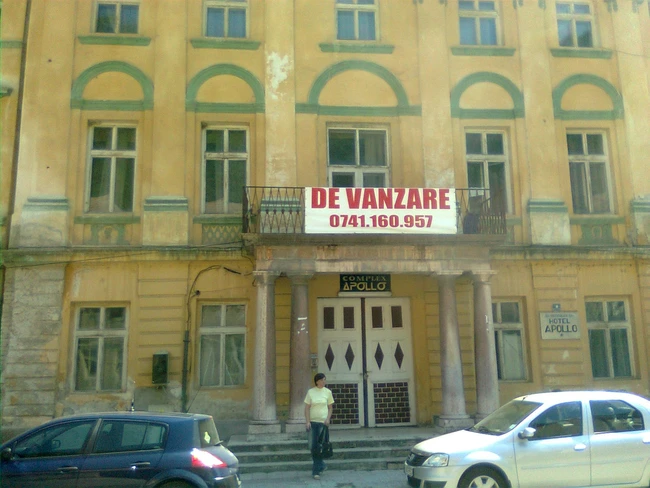 DE VANZARE
0741.160.957
COMPLEX
APOLLO
HOTEL
APOLLO